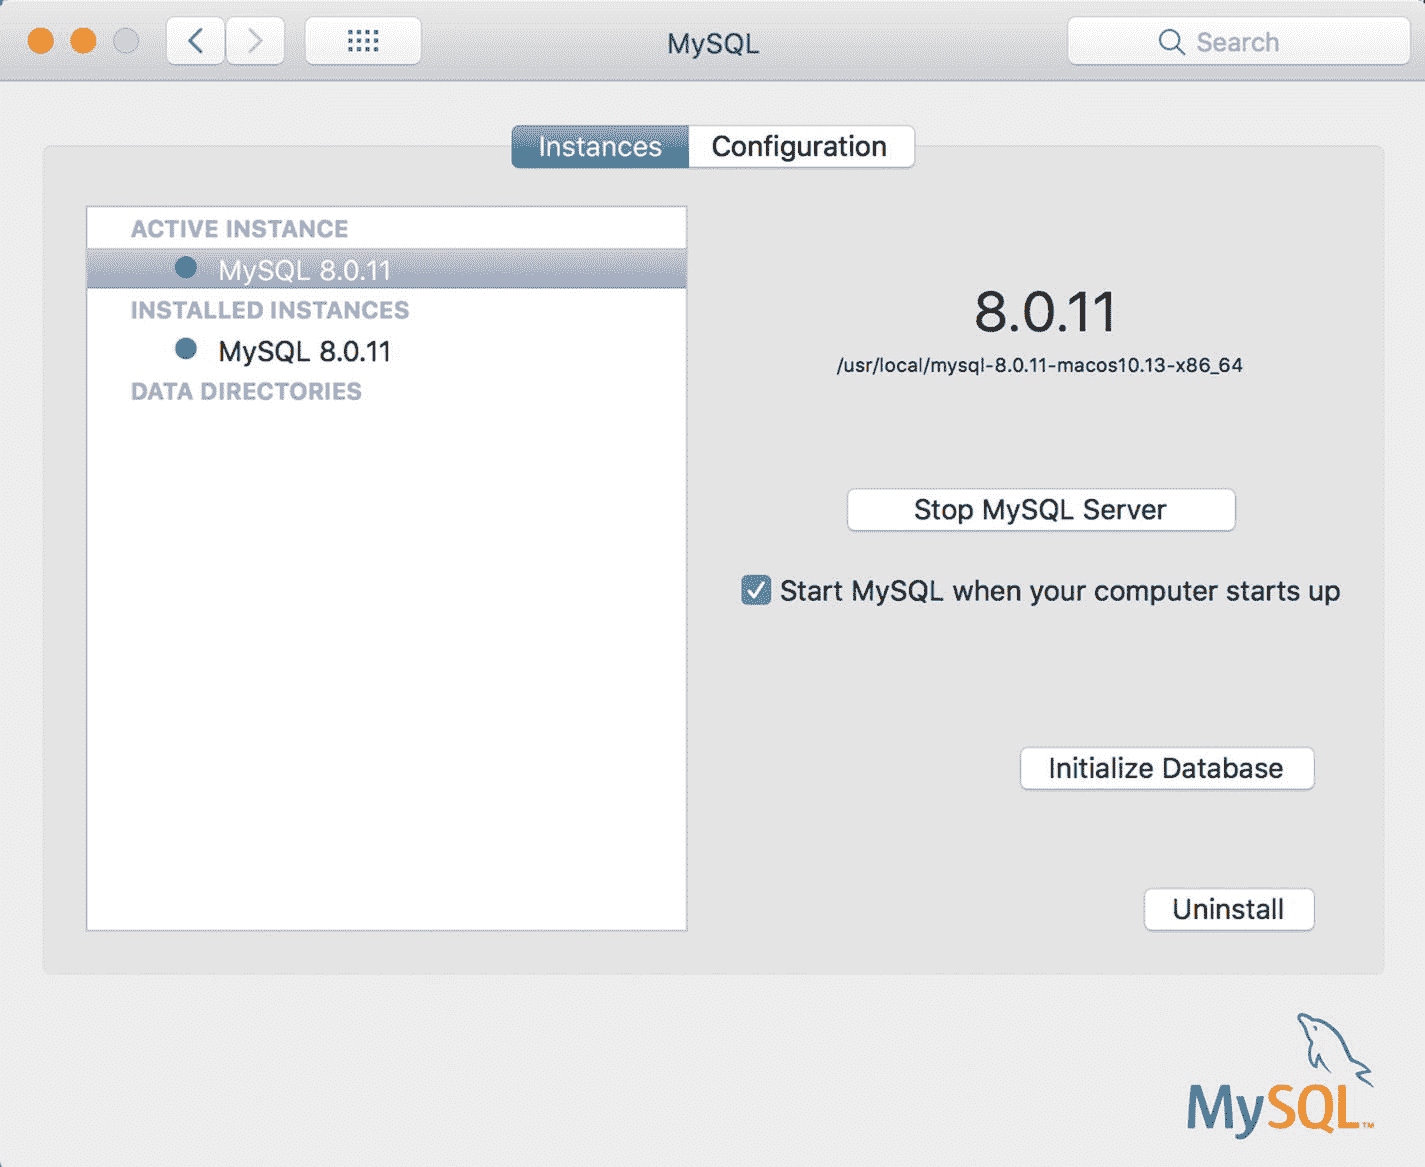 MySQL
Search
Instances
Configuration
ACTIVE INSTANCE
MySQL 8.0.11
INSTALLED INSTANCES
MySQL 8.0.11
DATA DIRECTORIES
8.0.11
/usr/local/mysql-8.0.11-macos10.13-x86_64
Stop MySQL Server
Start MySQL when your computer starts up
Initialize Database
Uninstall
MySQL™